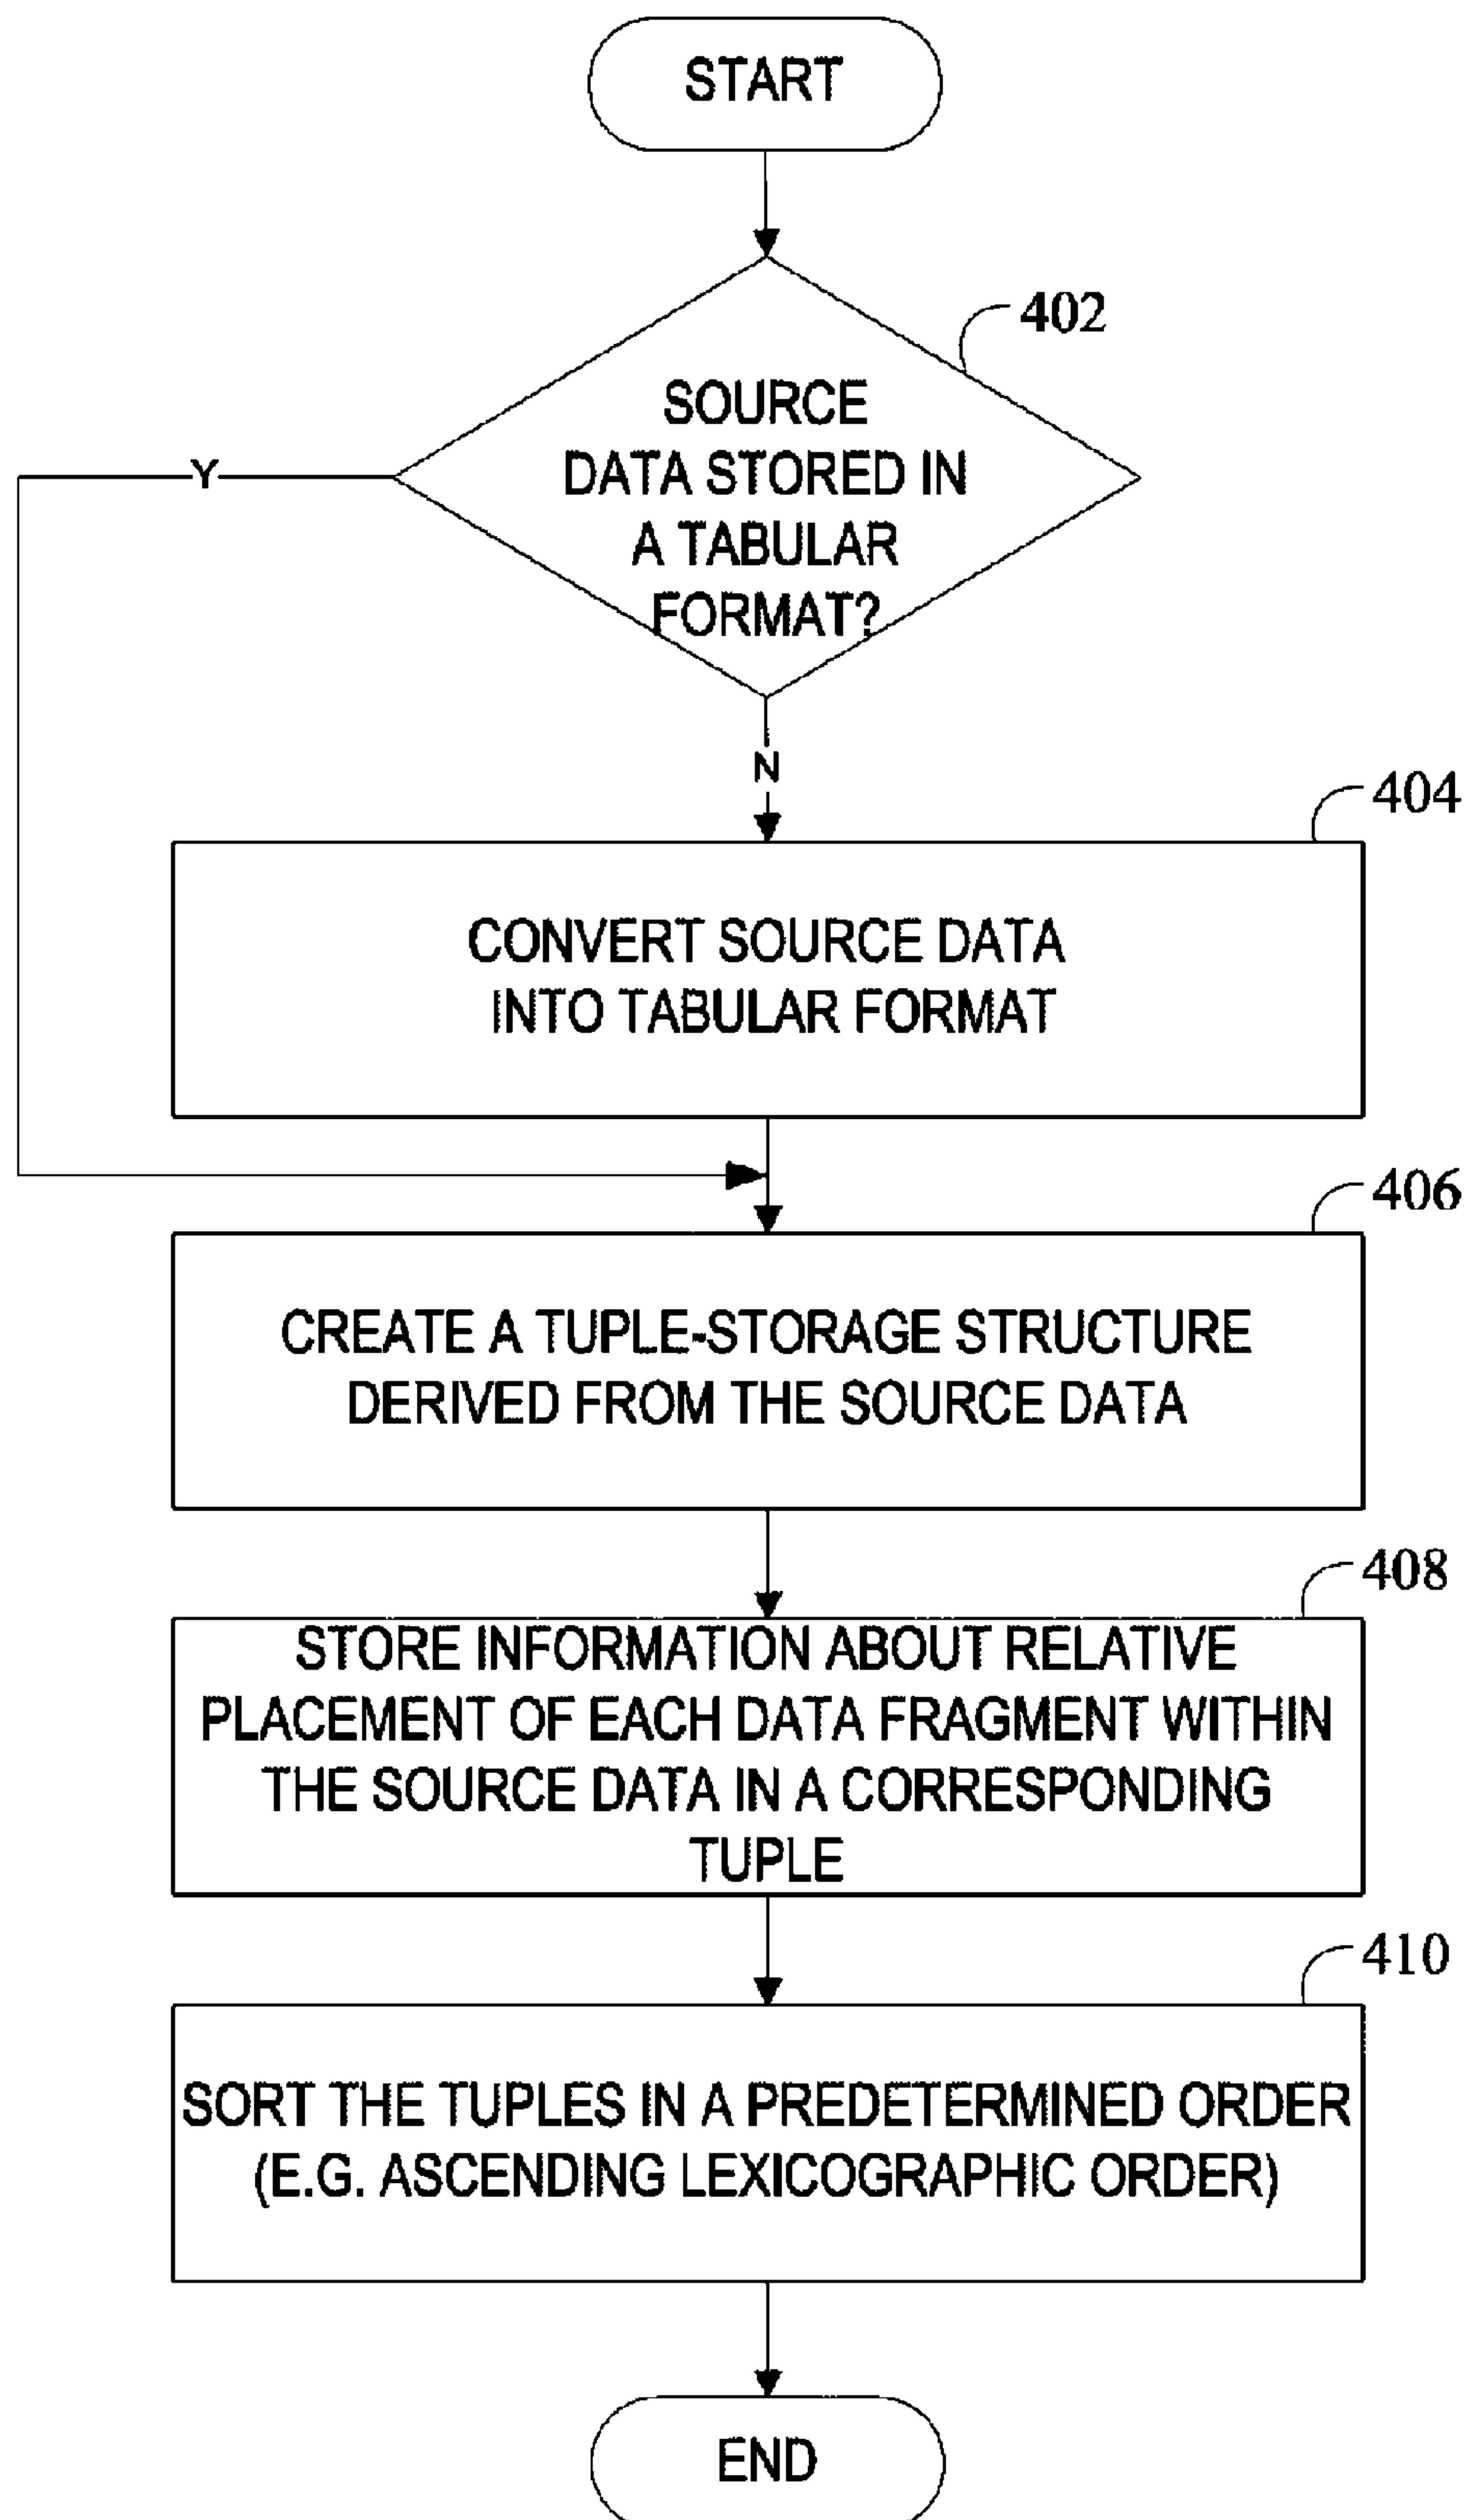 START
402
SOURCE
DATA STORED IN
A TABULAR
FORMAT?
Y
N
404
CONVERT SOURCE DATA
INTO TABULAR FORMAT
406
CREATE A TUPLE-STORAGE STRUCTURE
DERIVED FROM THE SOURCE DATA
408
STORE INFORMATION ABOUT RELATIVE
PLACEMENT OF EACH DATA FRAGMENT WITHIN
THE SOURCE DATA IN A CORRESPONDING
TUPLE
410
SORT THE TUPLES IN A PREDETERMINED ORDER
(E.G. ASCENDING LEXICOGRAPHIC ORDER)
END